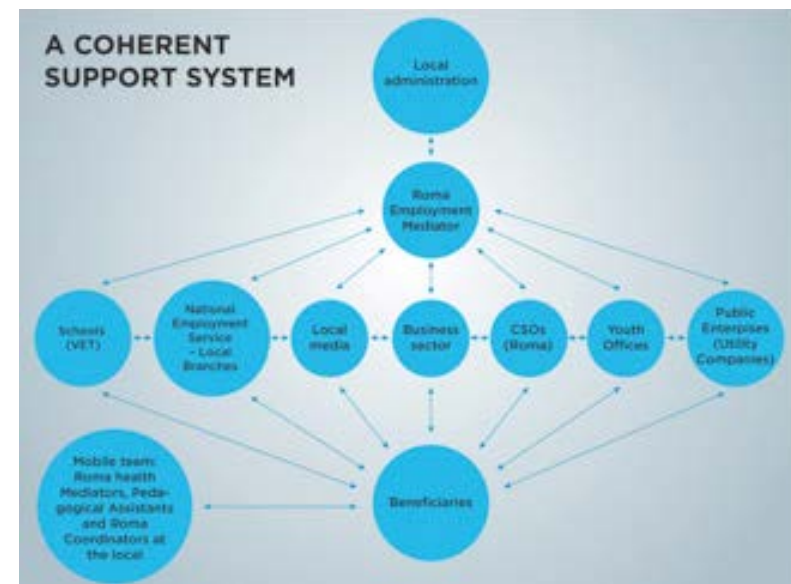 A COHERENT
SUPPORT SYSTEM
Local
administration
Roma
Employment
Mediator
Schools
(VET)
National
Employment
Service
- Local
Branches
Local
media
Business
sector
CSOs
(Roma)
Youth
Offices
Public
Enterpises
(Utility
Companies)
Mobile team:
Roma health
Mediators, Peda-
gogical Assistants
and Roma
Coordinators at
the local
Beneficiaries